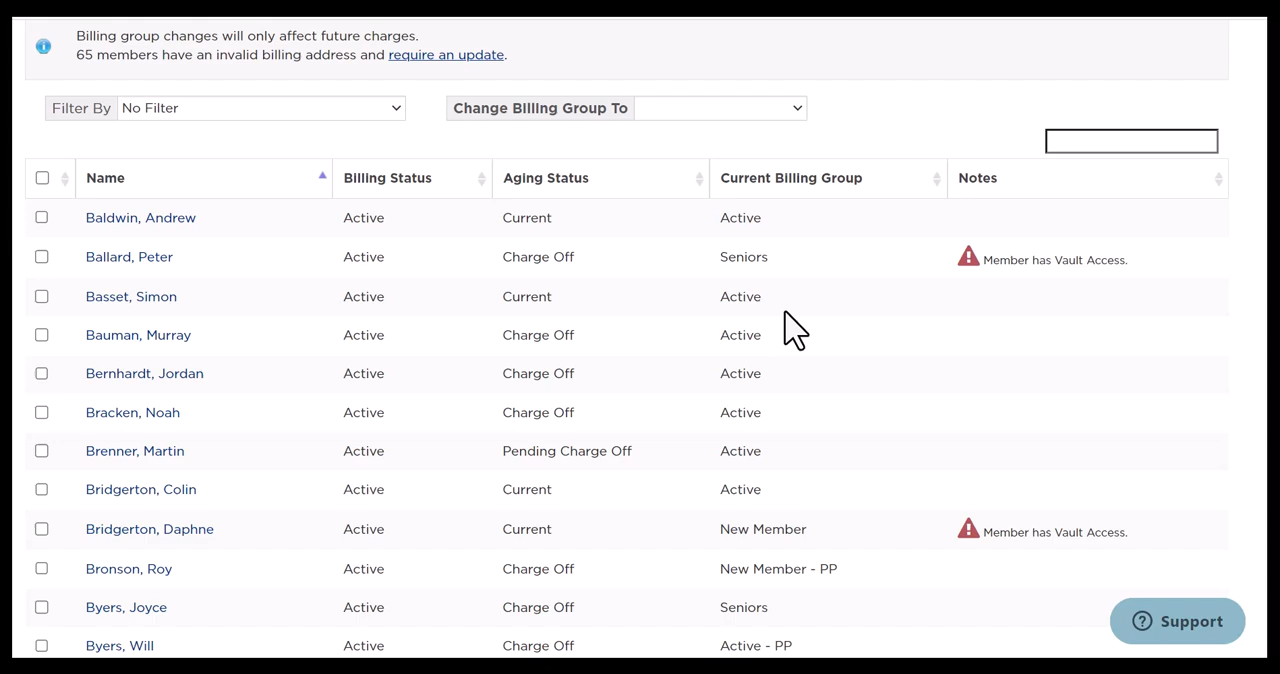 Billing group changes will only affect future charges.
65 members have an invalid billing address and require an update.
Filter By No Filter Change Billing Group To
Name Billing Status Aging Status Current Billing Group Notes
Baldwin, Andrew Active Current Active
Ballard, Peter Active Charge Off Seniors Member has Vault Access.
Basset, Simon Active Current Active
Bauman, Murray Active Charge Off Active
Bernhardt, Jordan Active Charge Off Active
Bracken, Noah Active Charge Off Active
Brenner, Martin Active Pending Charge Off Active
Bridgerton, Colin Active Current Active
Bridgerton, Daphne Active Current New Member Member has Vault Access.
Bronson, Roy Active Charge Off New Member - PP
Byers, Joyce Active Charge Off Seniors
Support
Byers, Will Active Charge Off Active - PP